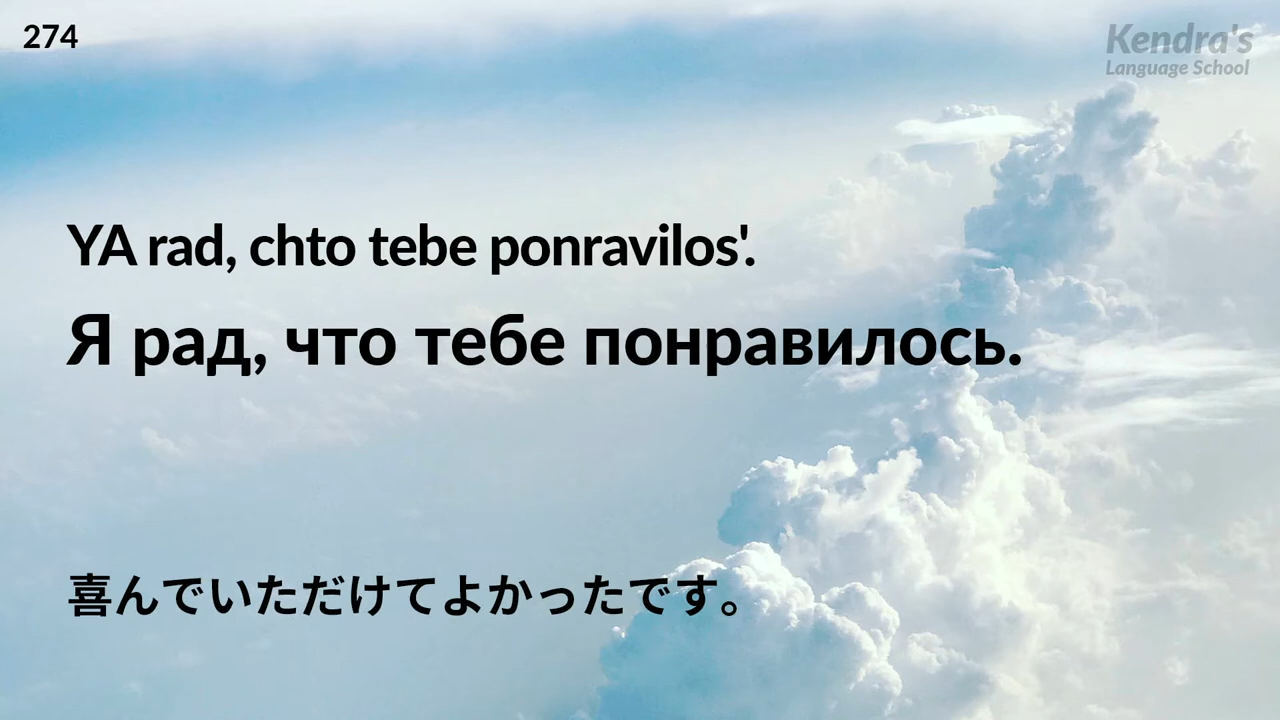 274
Kendra's
Language School
YA rad, chto tebe ponravilos'.
Я рад, что тебе понравилось.
喜んでいただけてよかったです。